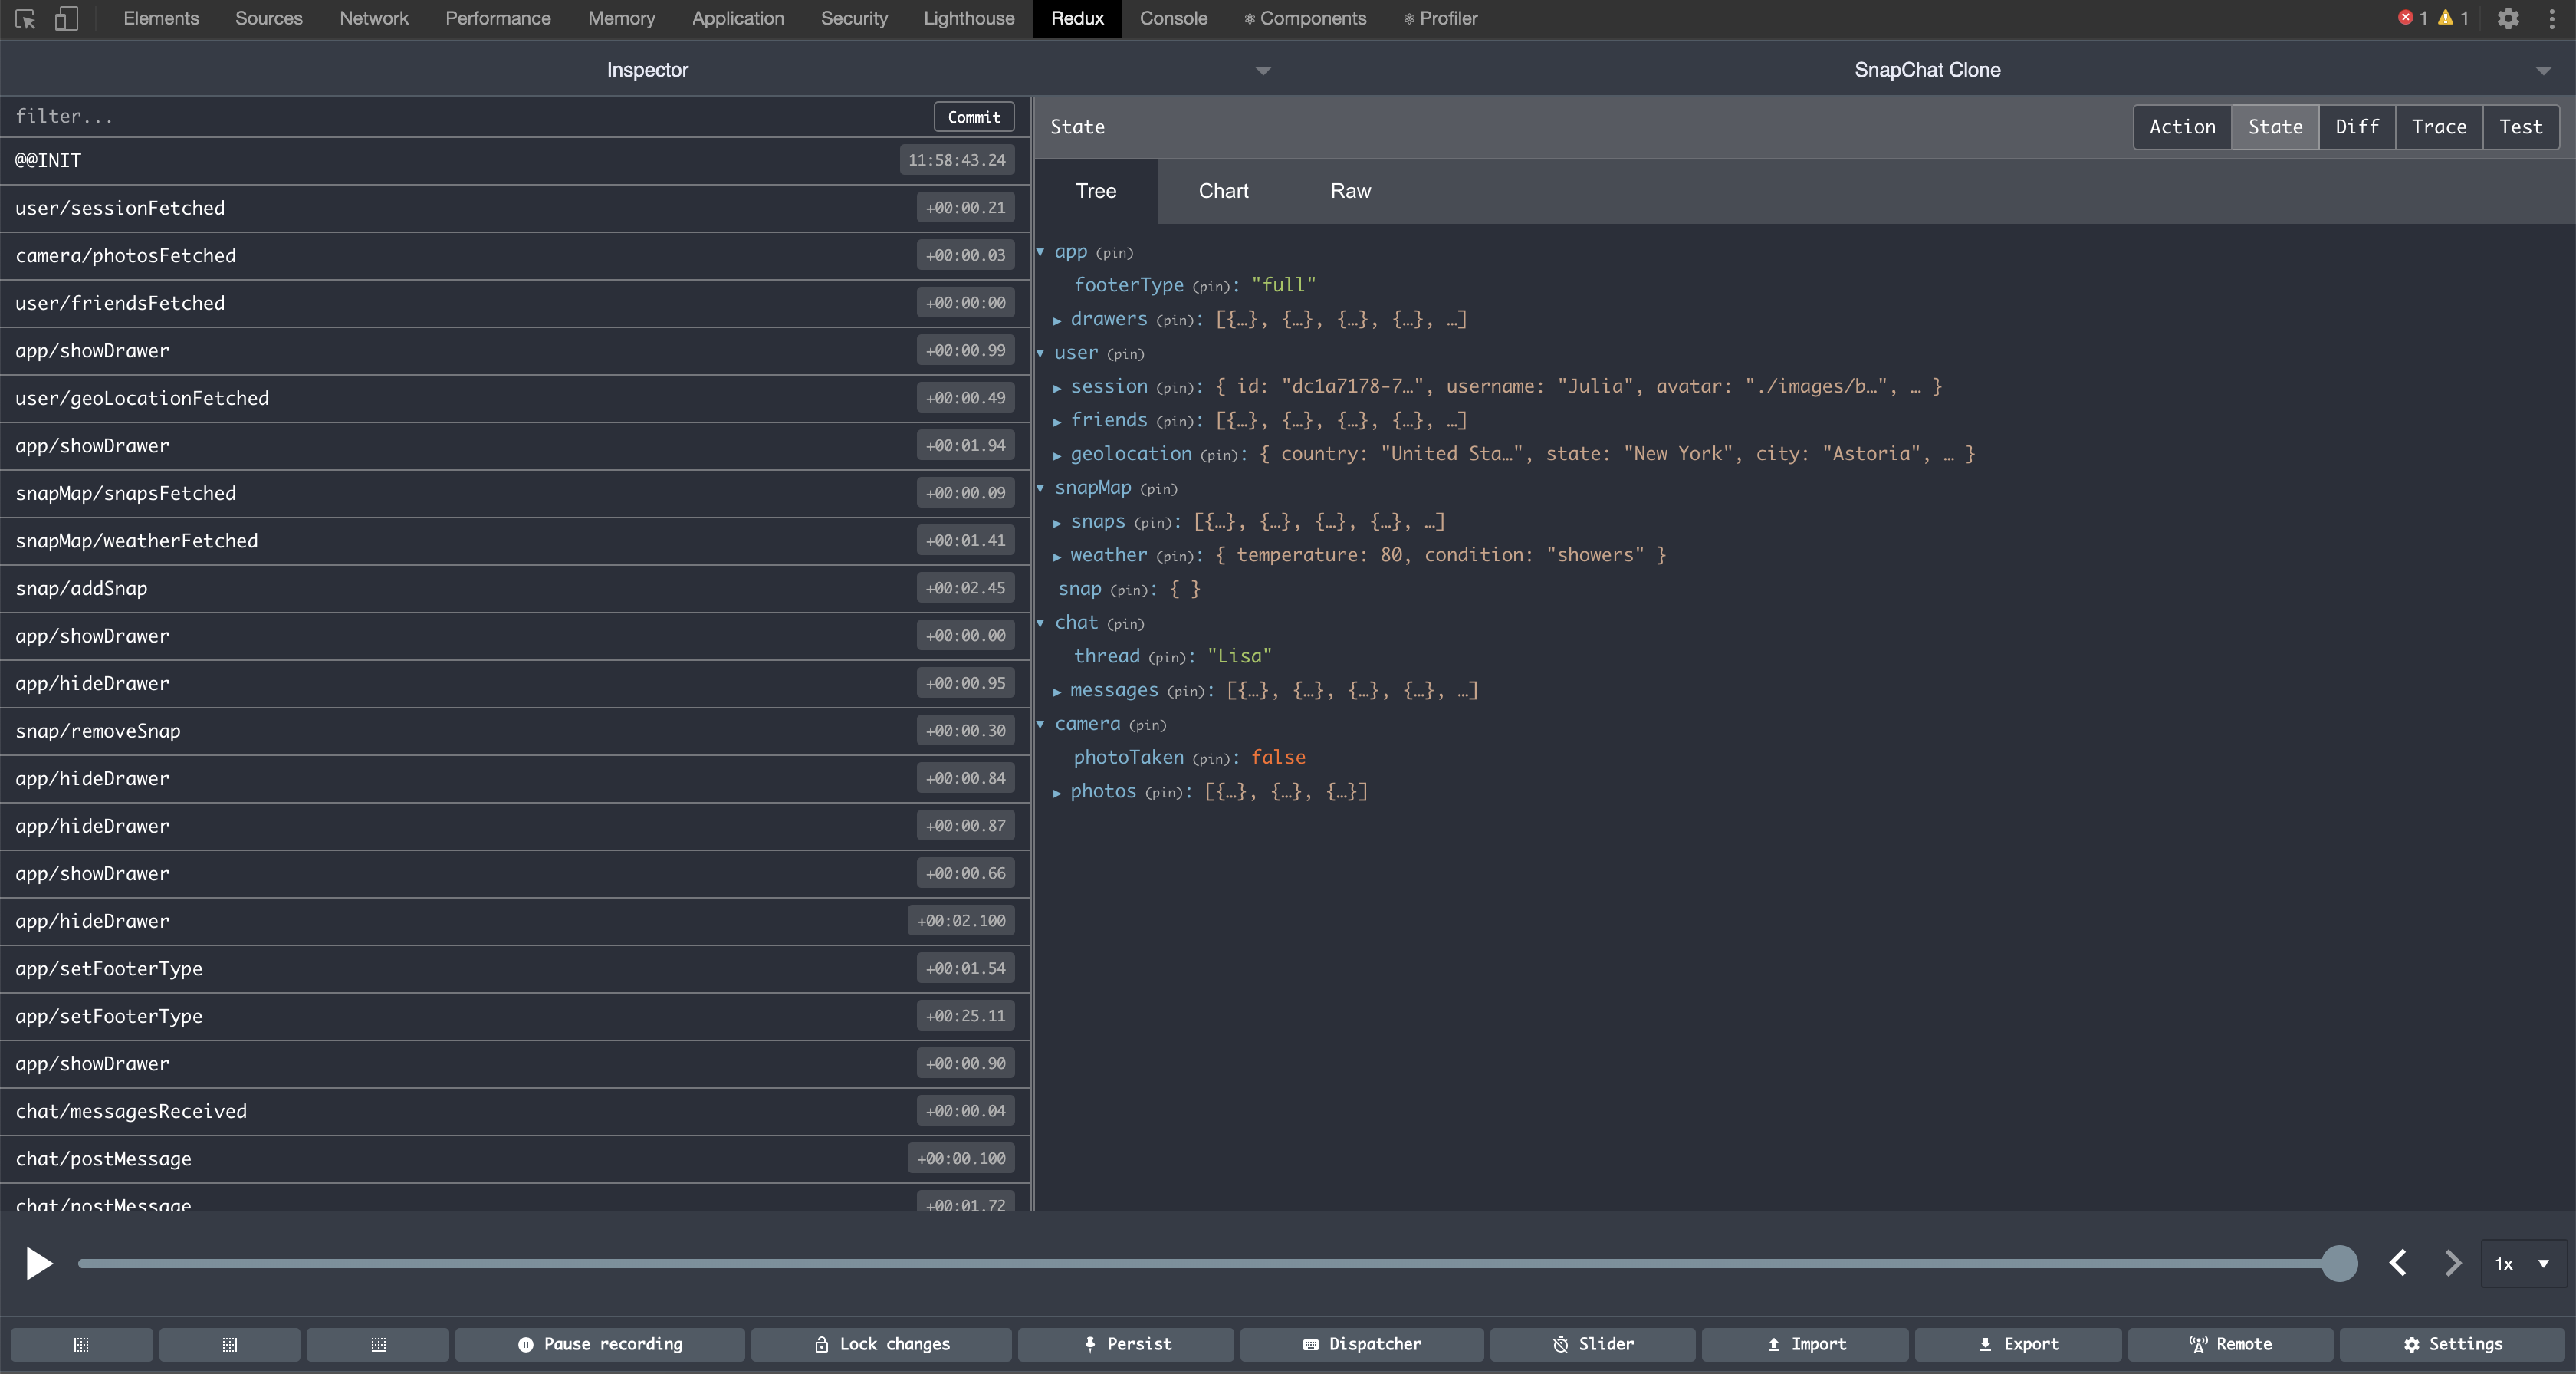 Elements Sources Network Performance Memory Application Security Lighthouse Redux Console Components Profiler 1 1
Inspector SnapChat Clone
filter... Commit
@@INIT 11:58:43.24
user/sessionFetched +00:00.21
camera/photosFetched +00:00.03
user/friendsFetched +00:00:00
app/showDrawer +00:00.99
user/geoLocationFetched +00:00.49
app/showDrawer +00:01.94
snapMap/snapsFetched +00:00.09
snapMap/weatherFetched +00:01.41
snap/addSnap +00:02.45
app/showDrawer +00:00.00
app/hideDrawer +00:00.95
snap/removeSnap +00:00.30
app/hideDrawer +00:00.84
app/hideDrawer +00:00.87
app/showDrawer +00:00.66
app/hideDrawer +00:02.100
app/setFooterType +00:01.54
app/setFooterType +00:25.11
app/showDrawer +00:00.90
chat/messagesReceived +00:00.04
chat/postMessage +00:00.100
chat/postMessage +00:01.72
State Action State Diff Trace Test
Tree Chart Raw
app (pin)
footerType (pin): "full"
drawers (pin): [{…}, {…}, {…}, {…}, …]
user (pin)
session (pin): { id: "dc1a7178-7…", username: "Julia", avatar: "./images/b…", … }
friends (pin): [{…}, {…}, {…}, {…}, …]
geolocation (pin): { country: "United Sta…", state: "New York", city: "Astoria", … }
snapMap (pin)
snaps (pin): [{…}, {…}, {…}, {…}, …]
weather (pin): { temperature: 80, condition: "showers" }
snap (pin): { }
chat (pin)
thread (pin): "Lisa"
messages (pin): [{…}, {…}, {…}, {…}, …]
camera (pin)
photoTaken (pin): false
photos (pin): [{…}, {…}, {…}]
1x
Pause recording Lock changes Persist Dispatcher Slider Import Export Remote Settings